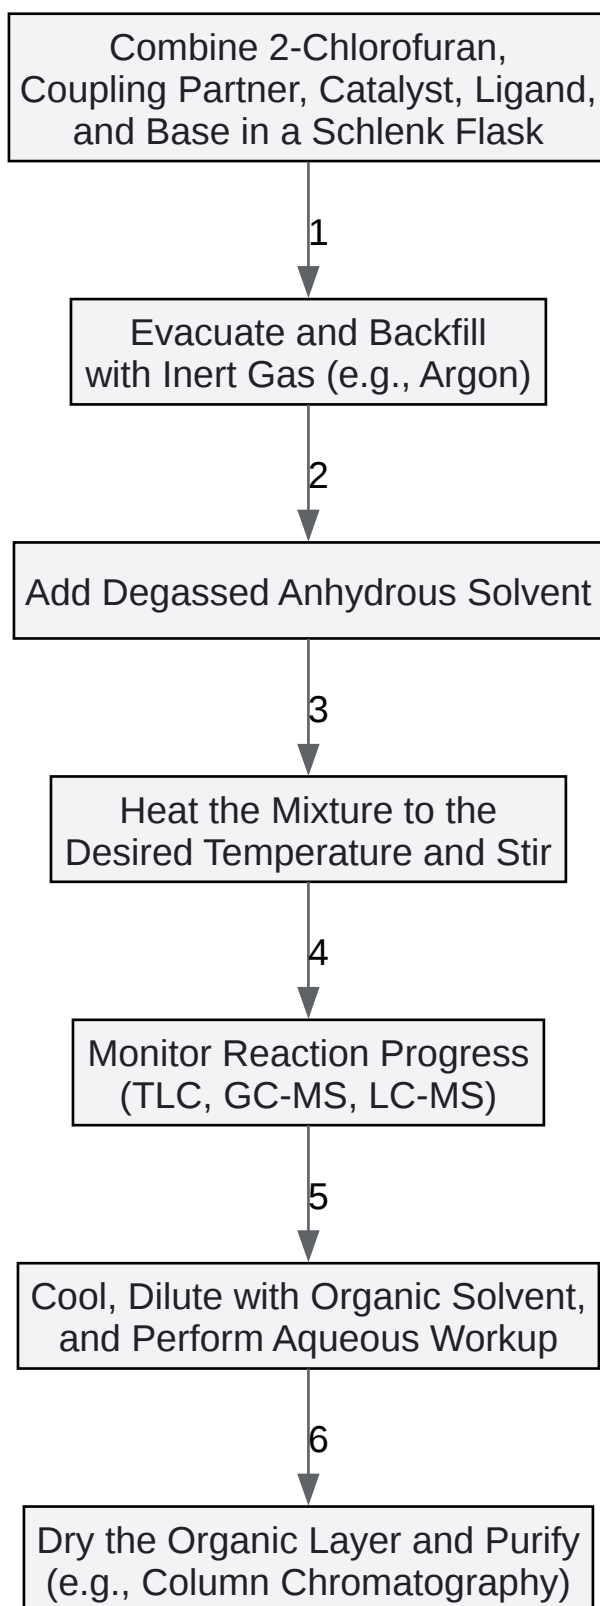 Combine 2-Chlorofuran,
Coupling Partner, Catalyst, Ligand,
and Base in a Schlenk Flask
1
Evacuate and Backfill
with Inert Gas (e.g., Argon)
2
Add Degassed Anhydrous Solvent
3
Heat the Mixture to the
Desired Temperature and Stir
4
Monitor Reaction Progress
(TLC, GC-MS, LC-MS)
5
Cool, Dilute with Organic Solvent,
and Perform Aqueous Workup
6
Dry the Organic Layer and Purify
(e.g., Column Chromatography)